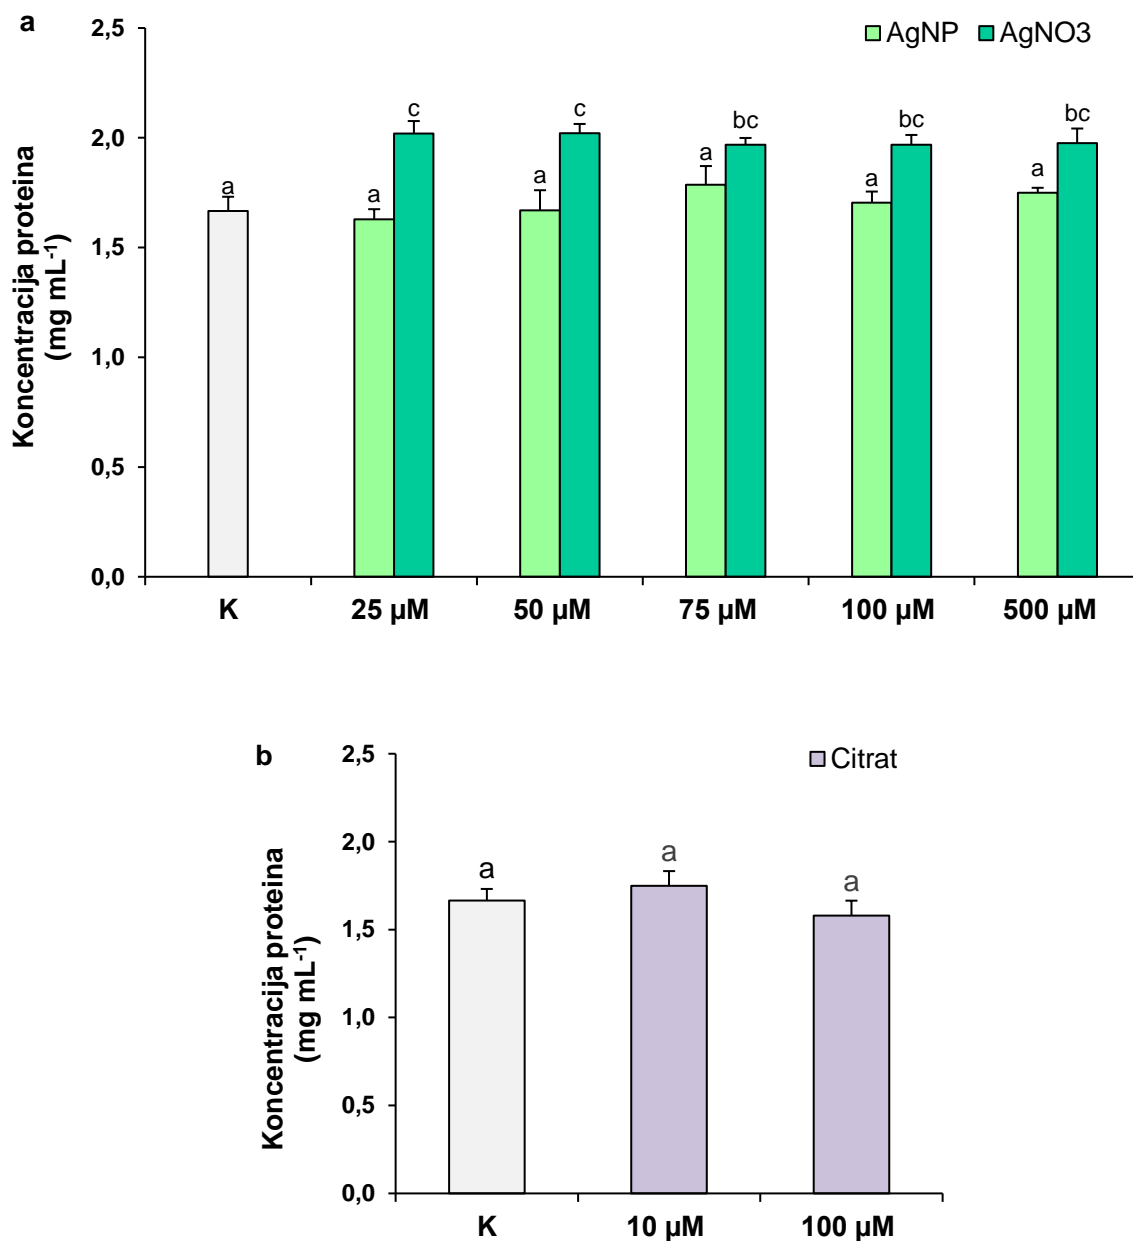 a
AgNP AgNO3
Koncentracija proteina
(mg mL-1)
2,5
2,0
1,5
1,0
0,5
0,0
a
a
c
a
c
a
bc
a
bc
a
bc
K 25 µM 50 µM 75 µM 100 µM 500 µM
b
Citrat
Koncentracija proteina
(mg mL-1)
2,5
2,0
1,5
1,0
0,5
0,0
a
a
a
K 10 µM 100 µM